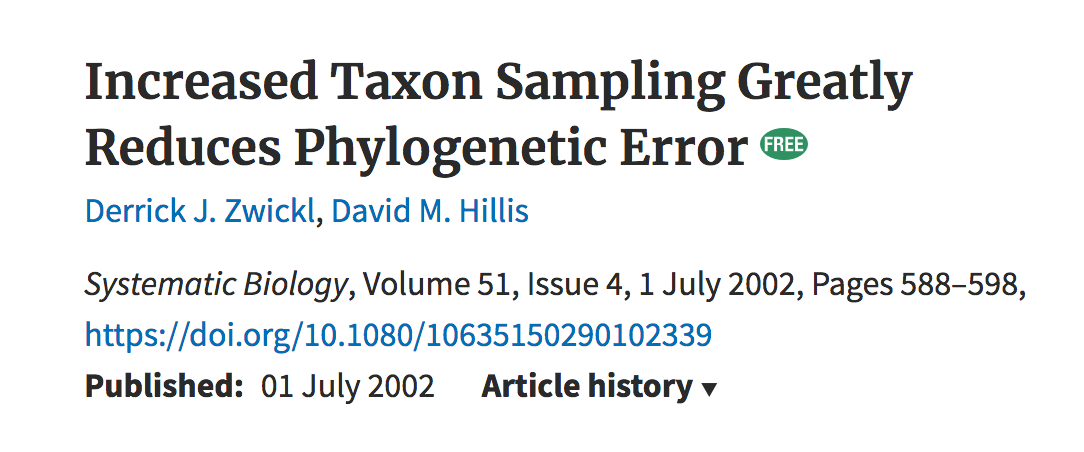 Increased Taxon Sampling Greatly
Reduces Phylogenetic Error FREE
Derrick J. Zwickl, David M. Hillis
Systematic Biology, Volume 51, Issue 4, 1 July 2002, Pages 588–598,
https://doi.org/10.1080/10635150290102339
Published: 01 July 2002 Article history ▼